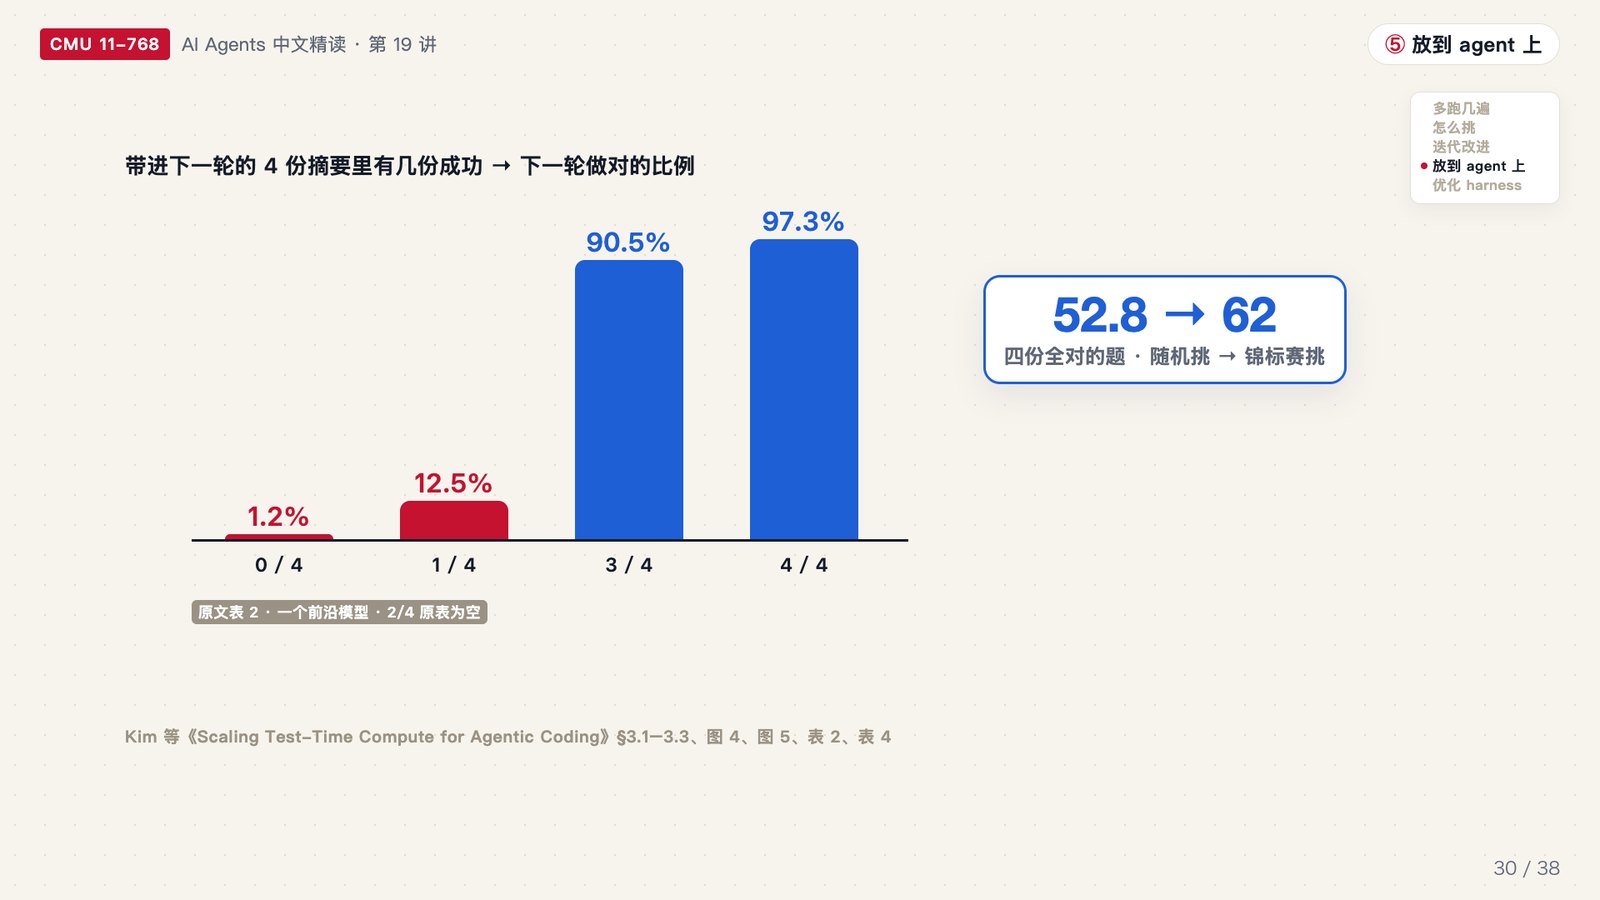 CMU 11-768 AI Agents 中文精读 · 第 19 讲
⑤ 放到 agent 上
多跑几遍
怎么挑
迭代改进
放到 agent 上
优化 harness
带进下一轮的 4 份摘要里有几份成功 → 下一轮做对的比例
1.2%
12.5%
90.5%
97.3%
0 / 4
1 / 4
3 / 4
4 / 4
原文表 2 · 一个前沿模型 · 2/4 原表为空
52.8 → 62
四份全对的题 · 随机挑 → 锦标赛挑
Kim 等《Scaling Test-Time Compute for Agentic Coding》§3.1—3.3、图 4、图 5、表 2、表 4
30 / 38